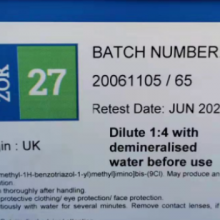 BATCH NUMBER
ZOK
27
20061105 / 65
Retest Date: JUN 202
Dilute 1:4 with
demineralised
water before use
in : UK
methyl-1H-benzotriazol-1-yl)methyl]imino]bis-(9CI). May produce an
thoroughly after handling.
protective clothing/ eye protection/ face protection.
tiously with water for several minutes. Remove contact lenses, if